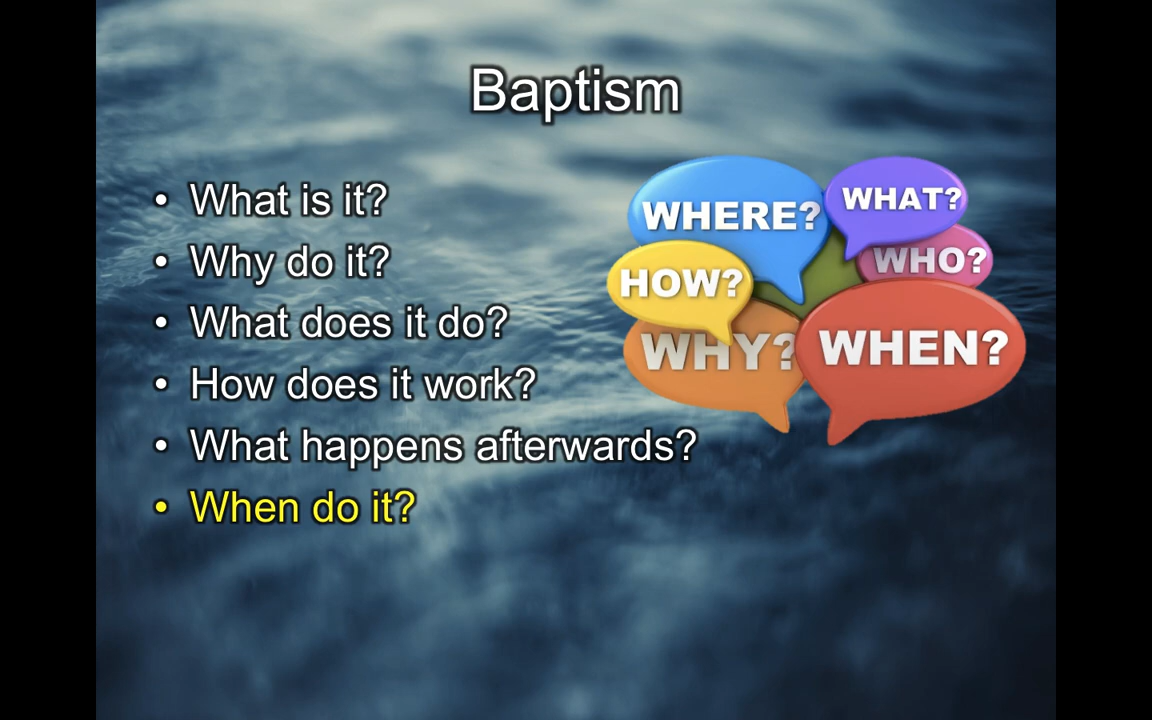 Baptism
• What is it?
• Why do it?
• What does it do?
• How does it work?
• What happens afterwards?
• When do it?
WHERE?
WHAT?
HOW?
WHO?
WHY?
WHEN?